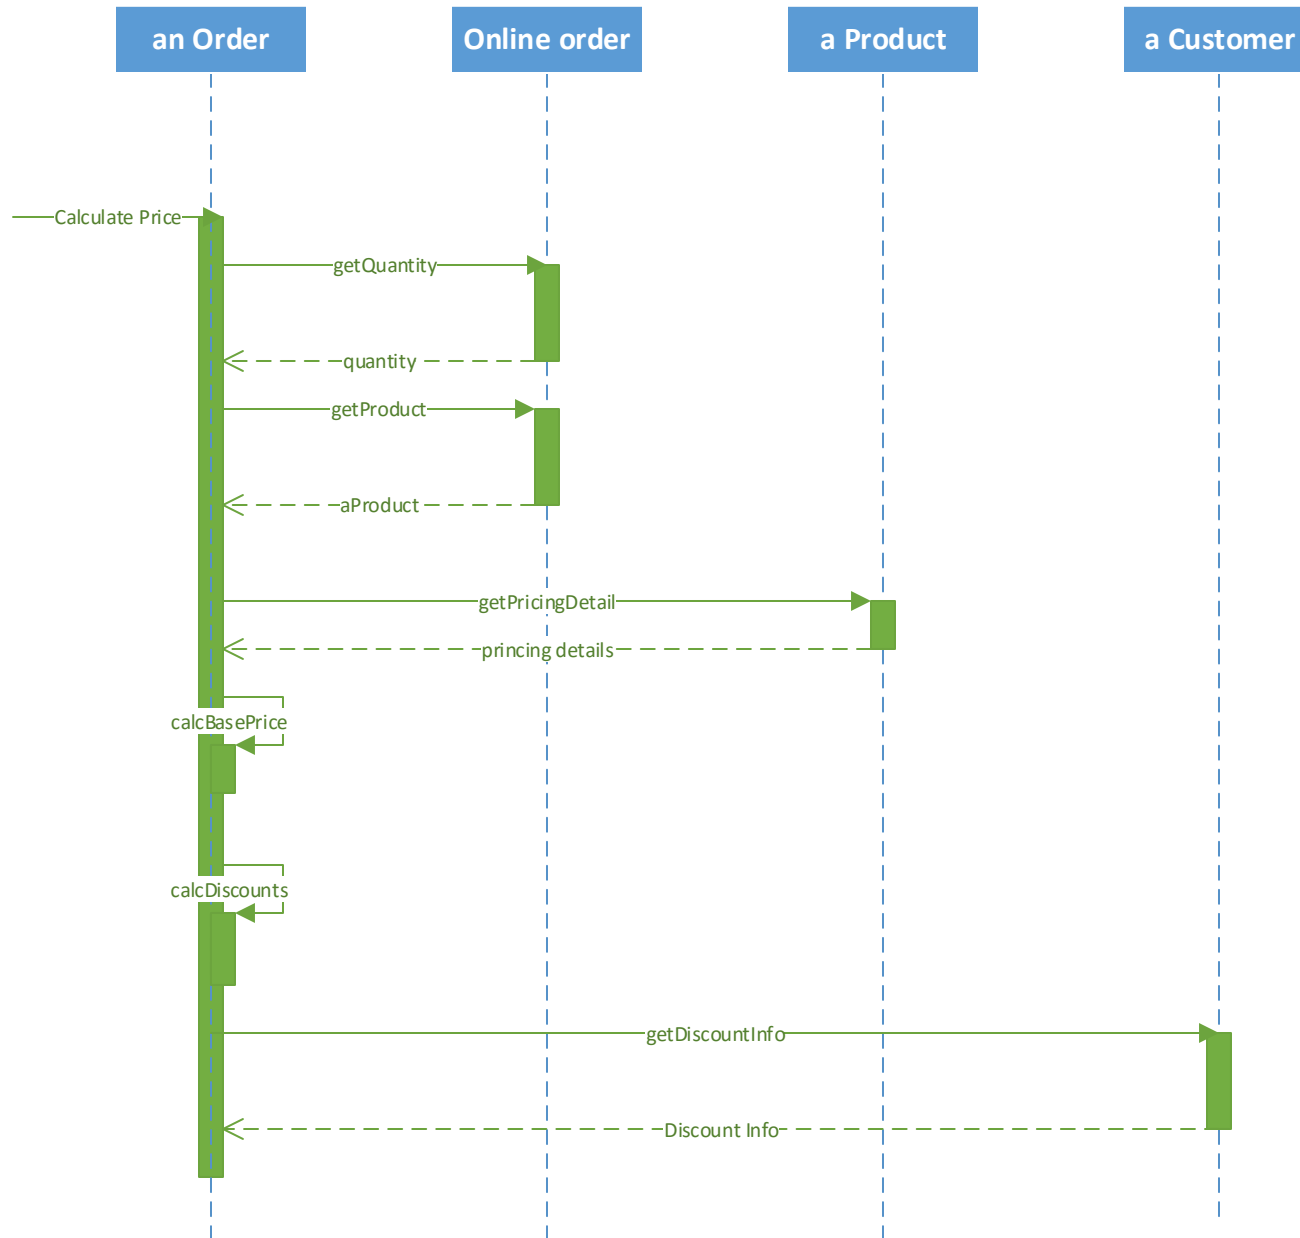 an Order
Online order
a Product
a Customer
Calculate Price
getQuantity
quantity
getProduct
aProduct
getPricingDetail
princing details
calcBasePrice
calcDiscounts
getDiscountInfo
Discount Info